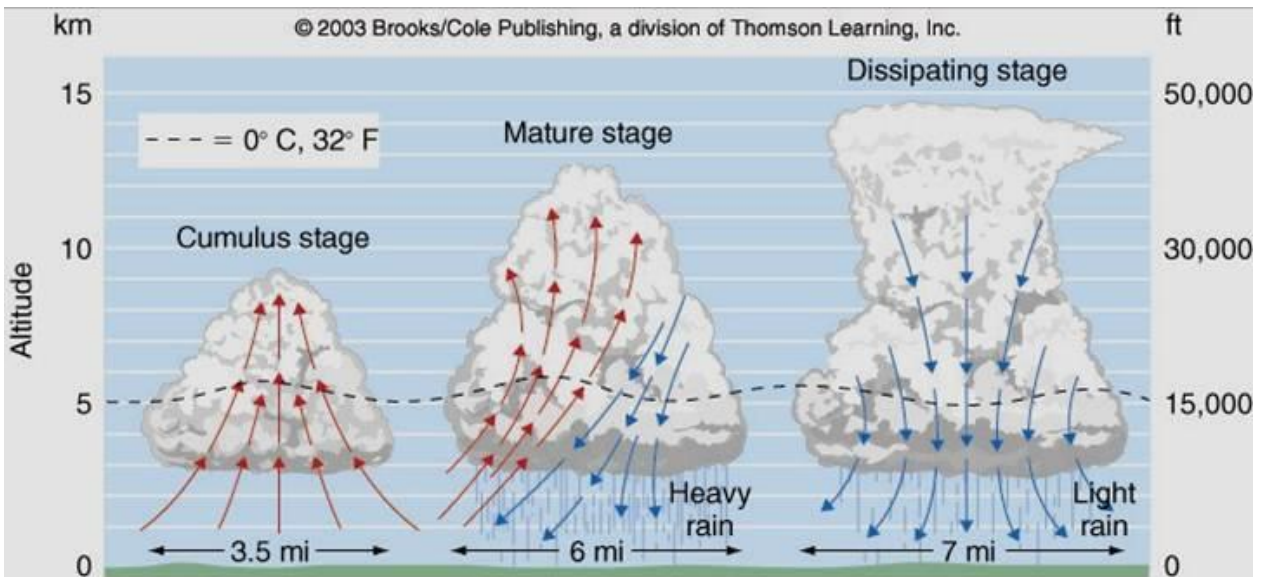 km
© 2003 Brooks/Cole Publishing, a division of Thomson Learning, Inc.
ft
Dissipating stage
15
50,000
--- = 0° C, 32° F
Mature stage
Cumulus stage
10
30,000
Altitude
5
15,000
Heavy
rain
Light
rain
3.5 mi
6 mi
7 mi
0
0